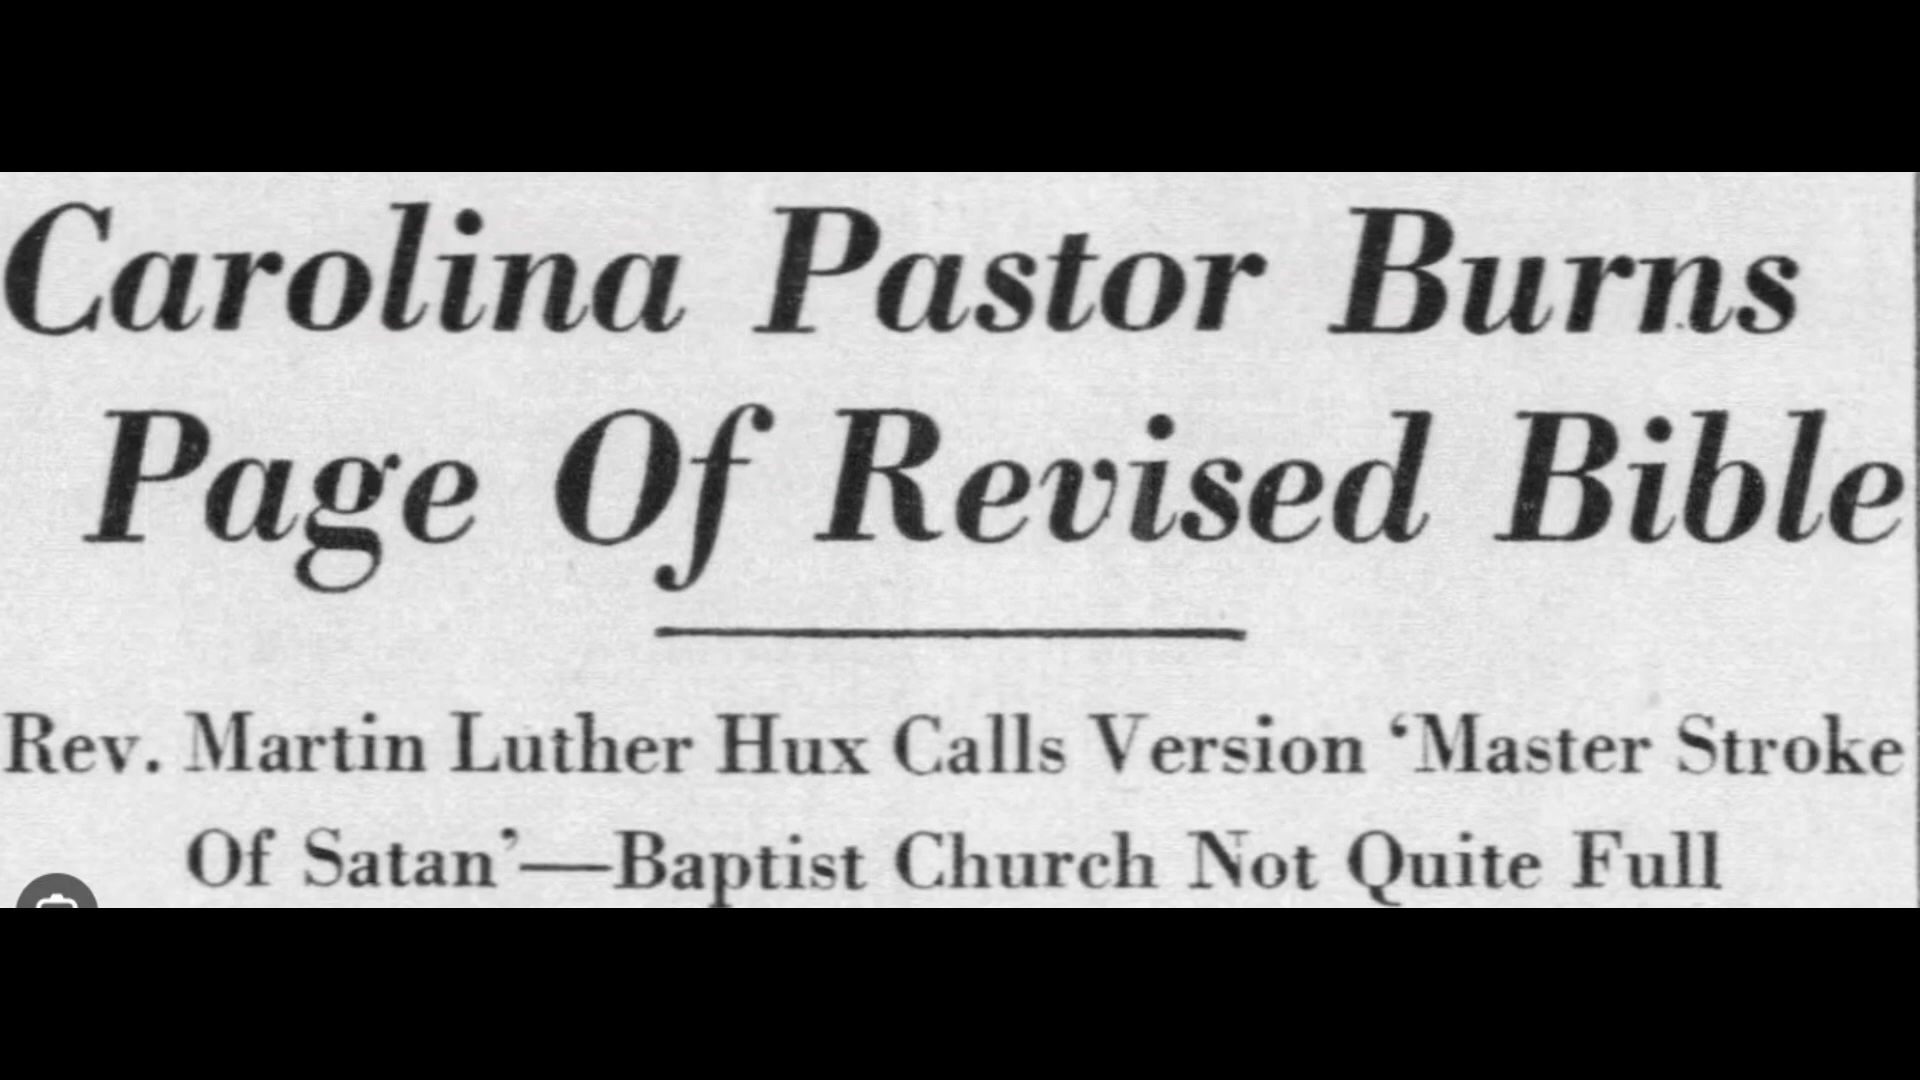 Carolina Pastor Burns
Page Of Revised Bible
Rev. Martin Luther Hux Calls Version ‘Master Stroke
Of Satan’—Baptist Church Not Quite Full